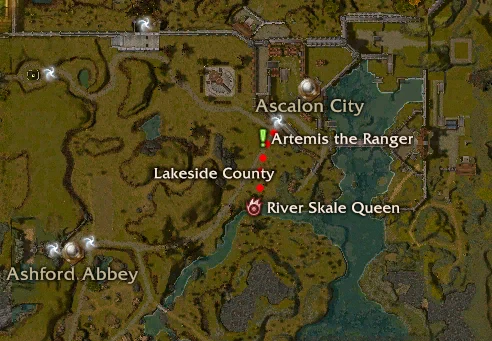 Ascalon City
Artemis the Ranger
Lakeside County
River Skale Queen
Ashford Abbey